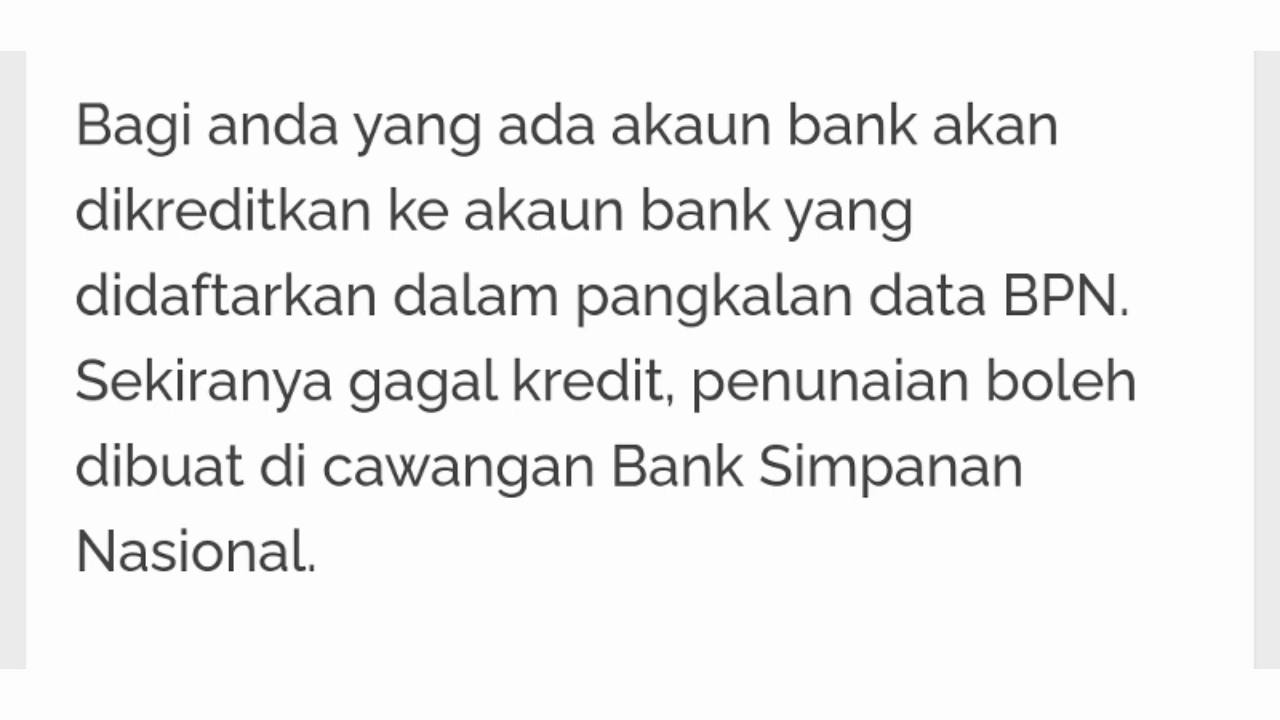 Bagi anda yang ada akaun bank akan
dikreditkan ke akaun bank yang
didaftarkan dalam pangkalan data BPN.
Sekiranya gagal kredit, penunaian boleh
dibuat di cawangan Bank Simpanan
Nasional.